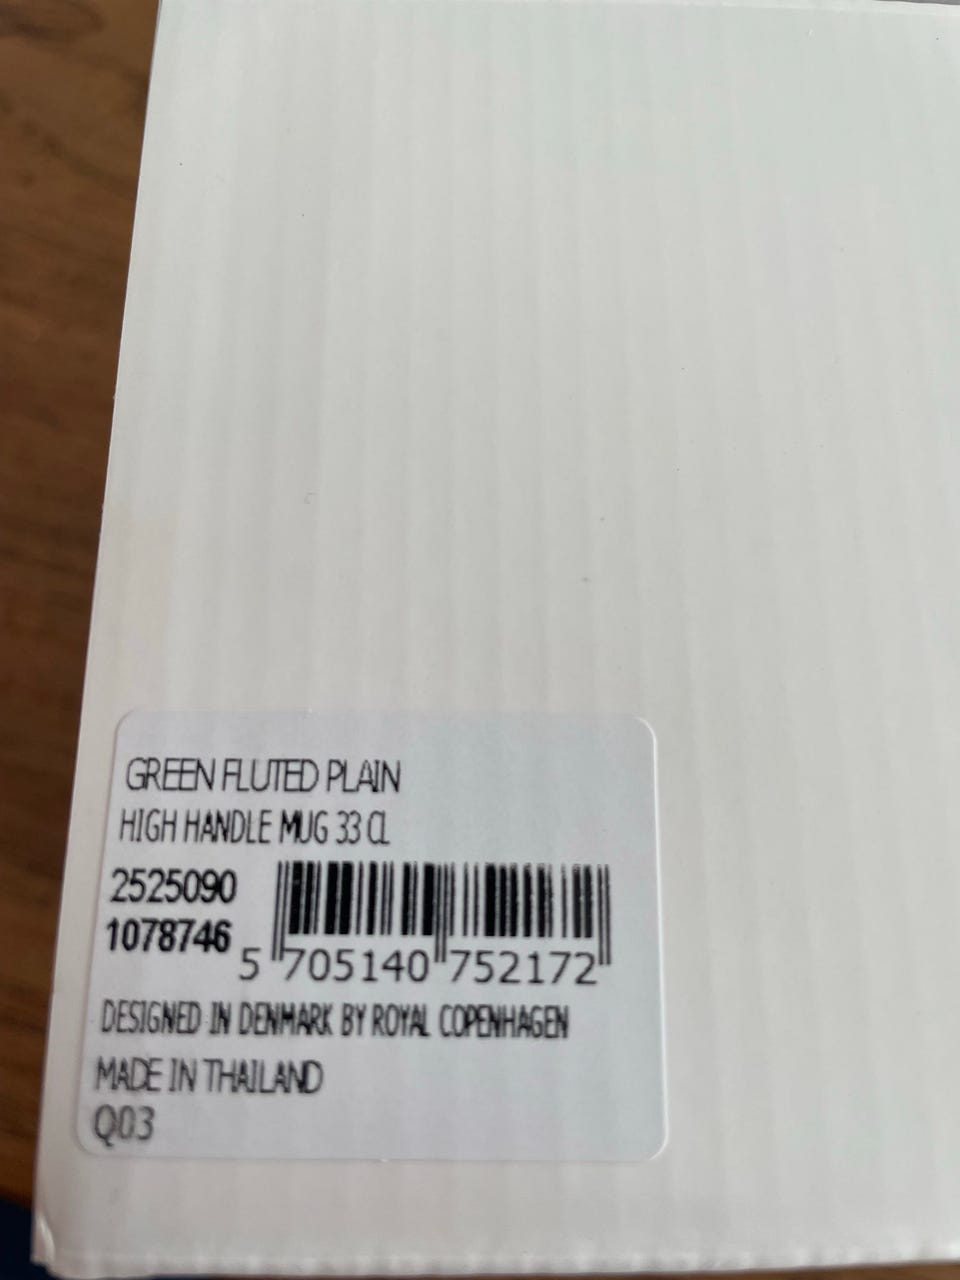 GREEN FLUTED PLAIN
HIGH HANDLE MUG 33 CL
2525090
1078746
5 705140 752172
DESIGNED IN DENMARK BY ROYAL COPENHAGEN
MADE IN THAILAND
Q03